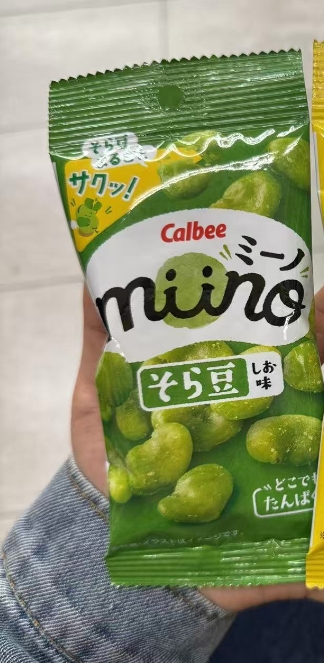 そら豆
まるごと
サクッ!
Calbee
ミーノ
miino
そら豆
しお味
どこでも
たんぱく